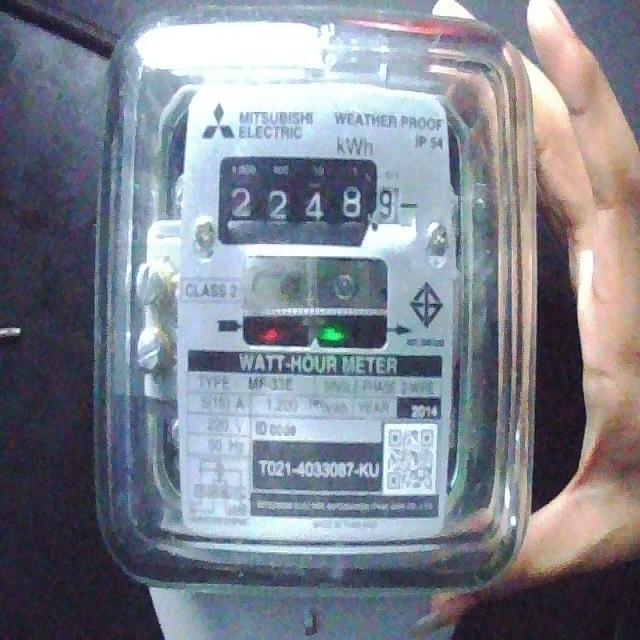 MITSUBISHI
ELECTRIC
WEATHER PROOF
IP 54
kWh
2 2 4 8 .9
CLASS 2
WATT-HOUR METER
TYPE MF-33E SINGLE PHASE 2-WIRE
5(15) A YEAR 2014
220 V ID code
50 Hz
T021-4033087-KU